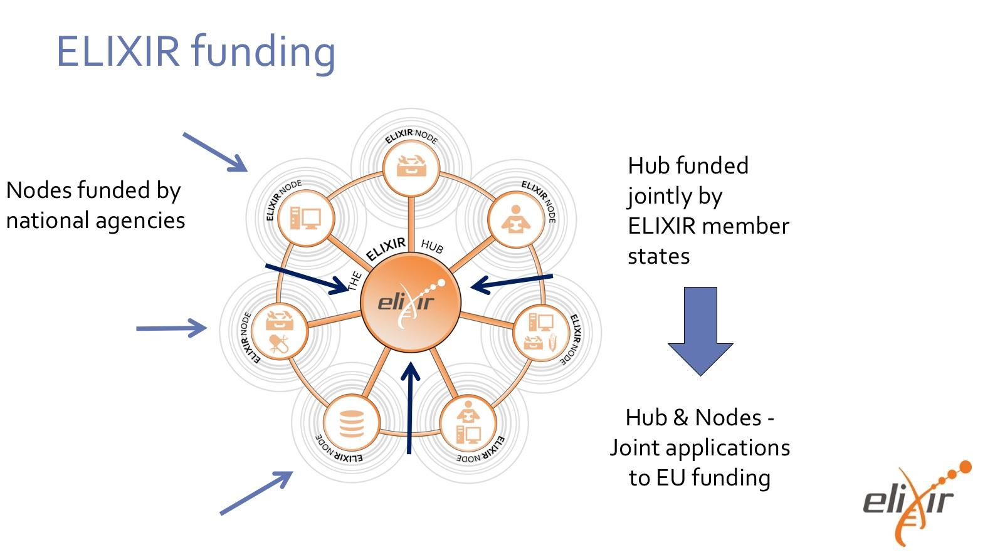 ELIXIR funding
Nodes funded by
national agencies
ELIXIR NODE
ELIXIR NODE
ELIXIR NODE
ELIXIR NODE
ELIXIR NODE
ELIXIR NODE
ELIXIR NODE
THE ELIXIR HUB
elixir
Hub funded
jointly by
ELIXIR member
states
Hub & Nodes -
Joint applications
to EU funding
elixir